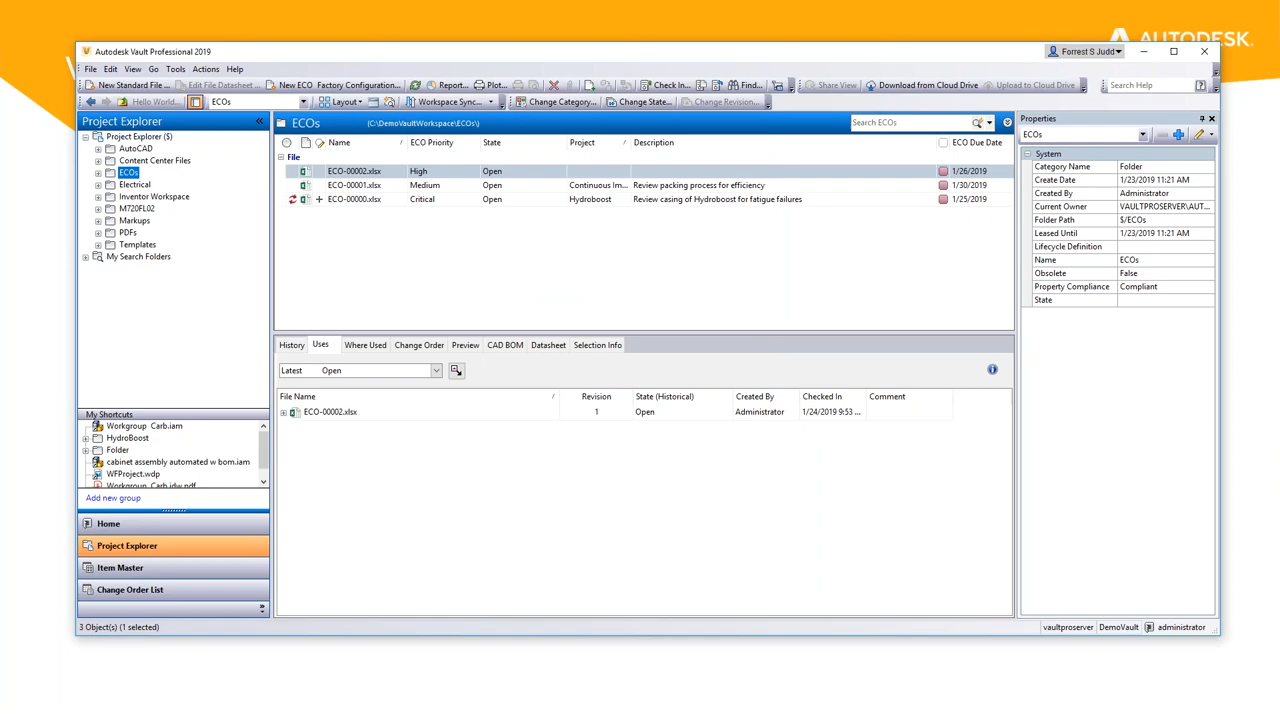 AUTODESK.
Autodesk Vault Professional 2019
Forrest S Judd
File Edit View Go Tools Actions Help
New Standard File... Edit File Datasheet... New ECO Factory Configuration... Report... Plot... Check In... Find... Share View Download from Cloud Drive Upload to Cloud Drive Search Help
Hello World... ECOs Layout Workspace Sync... Change Category... Change State... Change Revision...
Project Explorer
Project Explorer ($)
AutoCAD
Content Center Files
ECOs
Electrical
Inventor Workspace
M720FL02
Markups
PDFs
Templates
My Search Folders
My Shortcuts
Workgroup Carb.iam
HydroBoost
Folder
cabinet assembly automated w bom.iam
WFProject.wdp
Workgroup Carb.idw.pdf
Add new group
Home
Project Explorer
Item Master
Change Order List
3 Object(s) (1 selected)
ECOs (C:\DemoVaultWorkspace\ECOs\) Search ECOs
Name ECO Priority State Project Description ECO Due Date
File
ECO-00002.xlsx High Open 1/26/2019
ECO-00001.xlsx Medium Open Continuous Im... Review packing process for efficiency 1/30/2019
ECO-00000.xlsx Critical Open Hydroboost Review casing of Hydroboost for fatigue failures 1/25/2019
History Uses Where Used Change Order Preview CAD BOM Datasheet Selection Info
Latest Open
File Name Revision State (Historical) Created By Checked In Comment
ECO-00002.xlsx 1 Open Administrator 1/24/2019 9:53 ...
Properties
ECOs
System
Category Name Folder
Create Date 1/23/2019 11:21 AM
Created By Administrator
Current Owner VAULTPROSERVER\AUT...
Folder Path $/ECOs
Leased Until 1/23/2019 11:21 AM
Lifecycle Definition
Name ECOs
Obsolete False
Property Compliance Compliant
State
vaultproserver DemoVault administrator